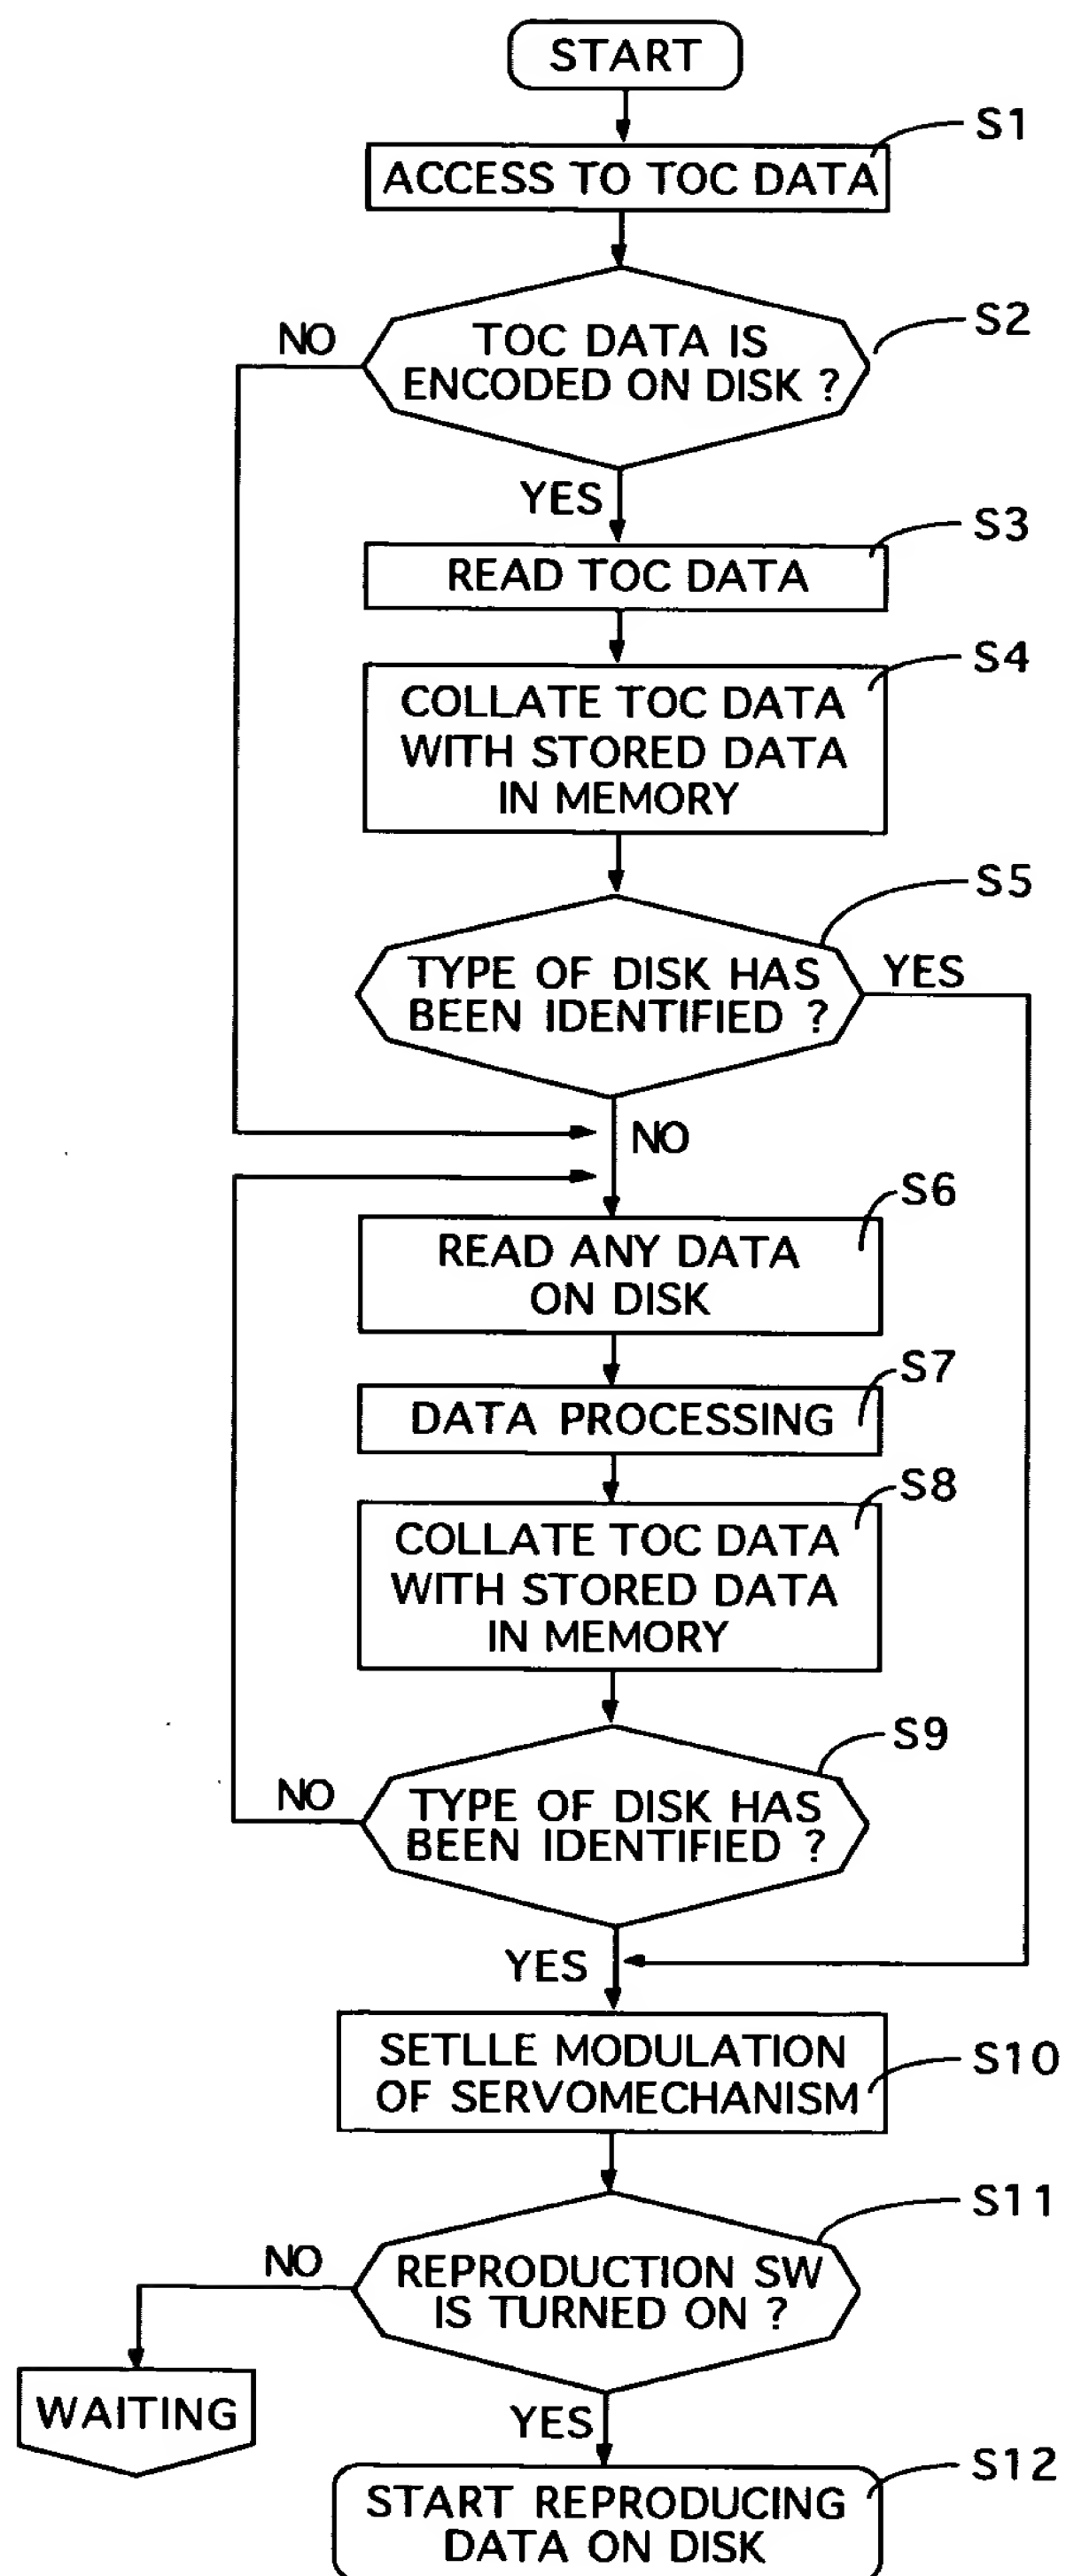 START
S1
ACCESS TO TOC DATA
S2
NO
TOC DATA IS
ENCODED ON DISK ?
YES
S3
READ TOC DATA
S4
COLLATE TOC DATA
WITH STORED DATA
IN MEMORY
S5
TYPE OF DISK HAS
BEEN IDENTIFIED ?
YES
NO
S6
READ ANY DATA
ON DISK
S7
DATA PROCESSING
S8
COLLATE TOC DATA
WITH STORED DATA
IN MEMORY
S9
NO
TYPE OF DISK HAS
BEEN IDENTIFIED ?
YES
SETLLE MODULATION
OF SERVOMECHANISM
S10
S11
NO
REPRODUCTION SW
IS TURNED ON ?
WAITING
YES
S12
START REPRODUCING
DATA ON DISK